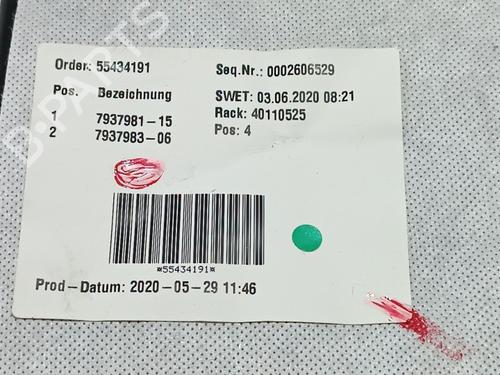 Order: 55434191
Seq.Nr.: 0002606529
Pos. Bezeichnung
SWET: 03.06.2020 08:21
1 7937981-15
Rack: 40110525
2 7937983-06
Pos: 4
*55434191*
Prod-Datum: 2020-05-29 11:46
B-PARTS